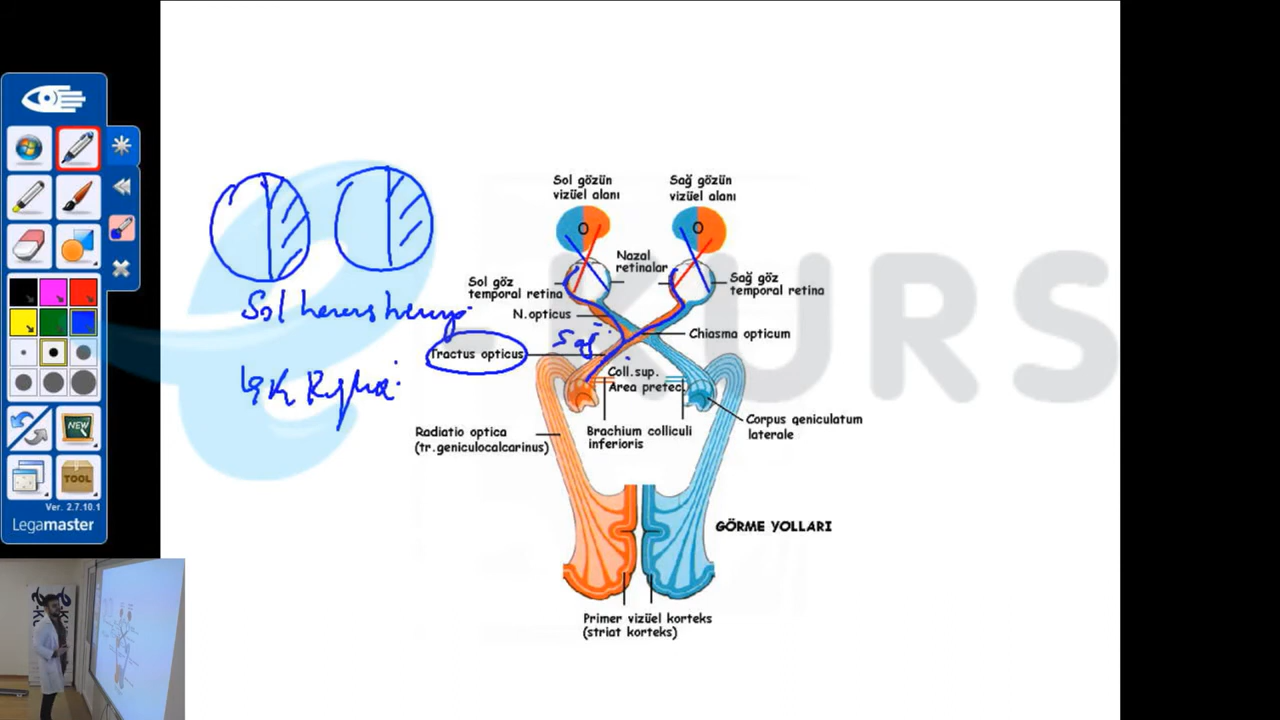 Sol gözün
vizüel alanı
Sağ gözün
vizüel alanı
Nazal
retinalar
Sol göz
temporal retina
Sağ göz
temporal retina
N.opticus
Chiasma opticum
Sağ
Tractus opticus
Coll.sup.
Area pretec.
Corpus geniculatum
laterale
Radiatio optica
(tr.geniculocalcarinus)
Brachium colliculi
inferioris
GÖRME YOLLARI
Primer vizüel korteks
(striat korteks)
Sol
KURS
NEW
TOOL
Ver. 2.7.10.1
Legamaster